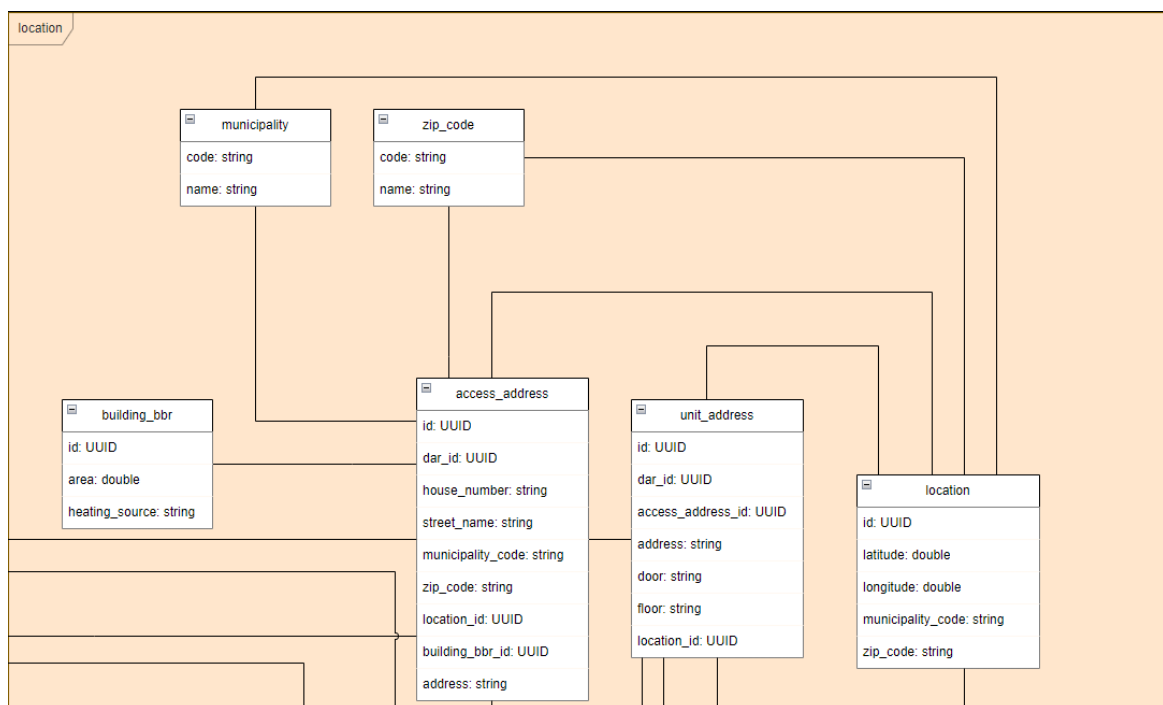 location
municipality
code: string
name: string
zip_code
code: string
name: string
building_bbr
id: UUID
area: double
heating_source: string
access_address
id: UUID
dar_id: UUID
house_number: string
street_name: string
municipality_code: string
zip_code: string
location_id: UUID
building_bbr_id: UUID
address: string
unit_address
id: UUID
dar_id: UUID
access_address_id: UUID
address: string
door: string
floor: string
location_id: UUID
location
id: UUID
latitude: double
longitude: double
municipality_code: string
zip_code: string